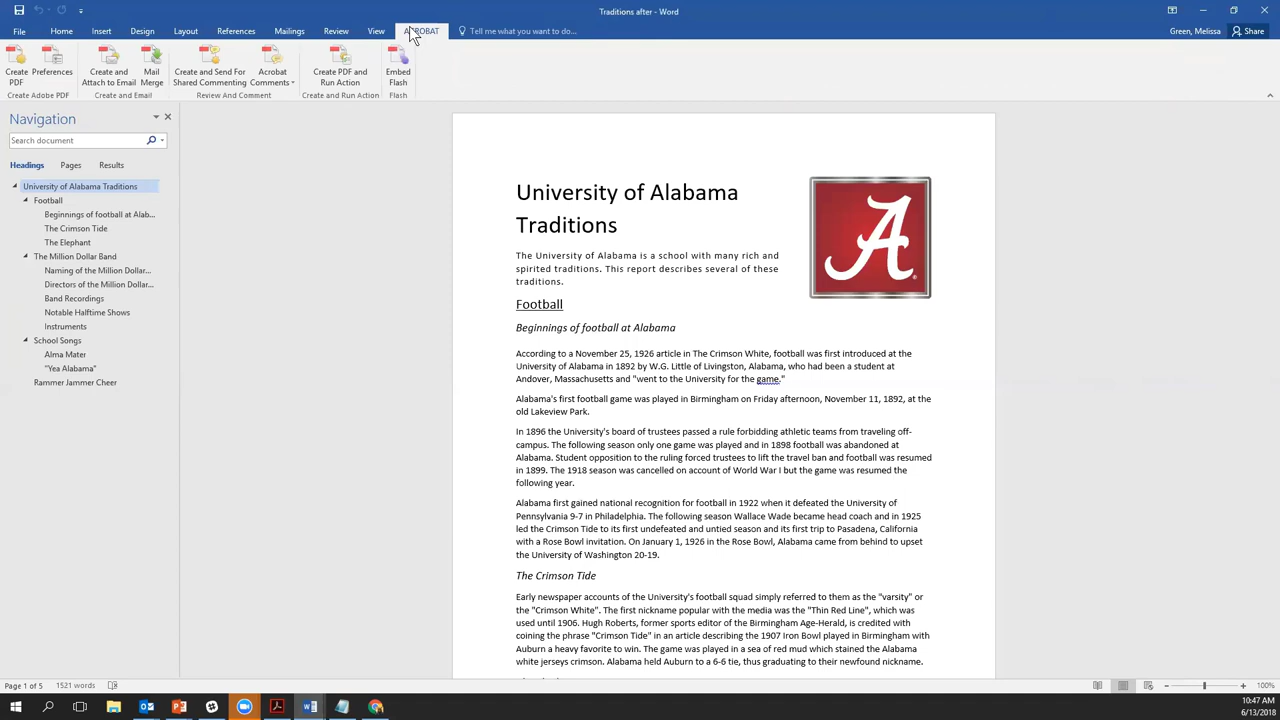 Traditions after - Word
File Home Insert Design Layout References Mailings Review View ACROBAT Tell me what you want to do... Green, Melissa Share
Create PDF Preferences Create and Attach to Email Mail Merge Create and Send For Shared Commenting Acrobat Comments Create PDF and Run Action Embed Flash
Create Adobe PDF Create and Email Review And Comment Create and Run Action Flash
Navigation
Search document
Headings Pages Results
University of Alabama Traditions
Football
Beginnings of football at Alab...
The Crimson Tide
The Elephant
The Million Dollar Band
Naming of the Million Dollar...
Directors of the Million Dollar...
Band Recordings
Notable Halftime Shows
Instruments
School Songs
Alma Mater
"Yea Alabama"
Rammer Jammer Cheer
University of Alabama
Traditions
A
The University of Alabama is a school with many rich and
spirited traditions. This report describes several of these
traditions.
Football
Beginnings of football at Alabama
According to a November 25, 1926 article in The Crimson White, football was first introduced at the
University of Alabama in 1892 by W.G. Little of Livingston, Alabama, who had been a student at
Andover, Massachusetts and "went to the University for the game."
Alabama's first football game was played in Birmingham on Friday afternoon, November 11, 1892, at the
old Lakeview Park.
In 1896 the University's board of trustees passed a rule forbidding athletic teams from traveling off-
campus. The following season only one game was played and in 1898 football was abandoned at
Alabama. Student opposition to the ruling forced trustees to lift the travel ban and football was resumed
in 1899. The 1918 season was cancelled on account of World War I but the game was resumed the
following year.
Alabama first gained national recognition for football in 1922 when it defeated the University of
Pennsylvania 9-7 in Philadelphia. The following season Wallace Wade became head coach and in 1925
led the Crimson Tide to its first undefeated and untied season and its first trip to Pasadena, California
with a Rose Bowl invitation. On January 1, 1926 in the Rose Bowl, Alabama came from behind to upset
the University of Washington 20-19.
The Crimson Tide
Early newspaper accounts of the University's football squad simply referred to them as the "varsity" or
the "Crimson White". The first nickname popular with the media was the "Thin Red Line", which was
used until 1906. Hugh Roberts, former sports editor of the Birmingham Age-Herald, is credited with
coining the phrase "Crimson Tide" in an article describing the 1907 Iron Bowl played in Birmingham with
Auburn a heavy favorite to win. The game was played in a sea of red mud which stained the Alabama
white jerseys crimson. Alabama held Auburn to a 6-6 tie, thus graduating to their newfound nickname.
Page 1 of 5 1521 words 100%
10:47 AM
6/13/2018